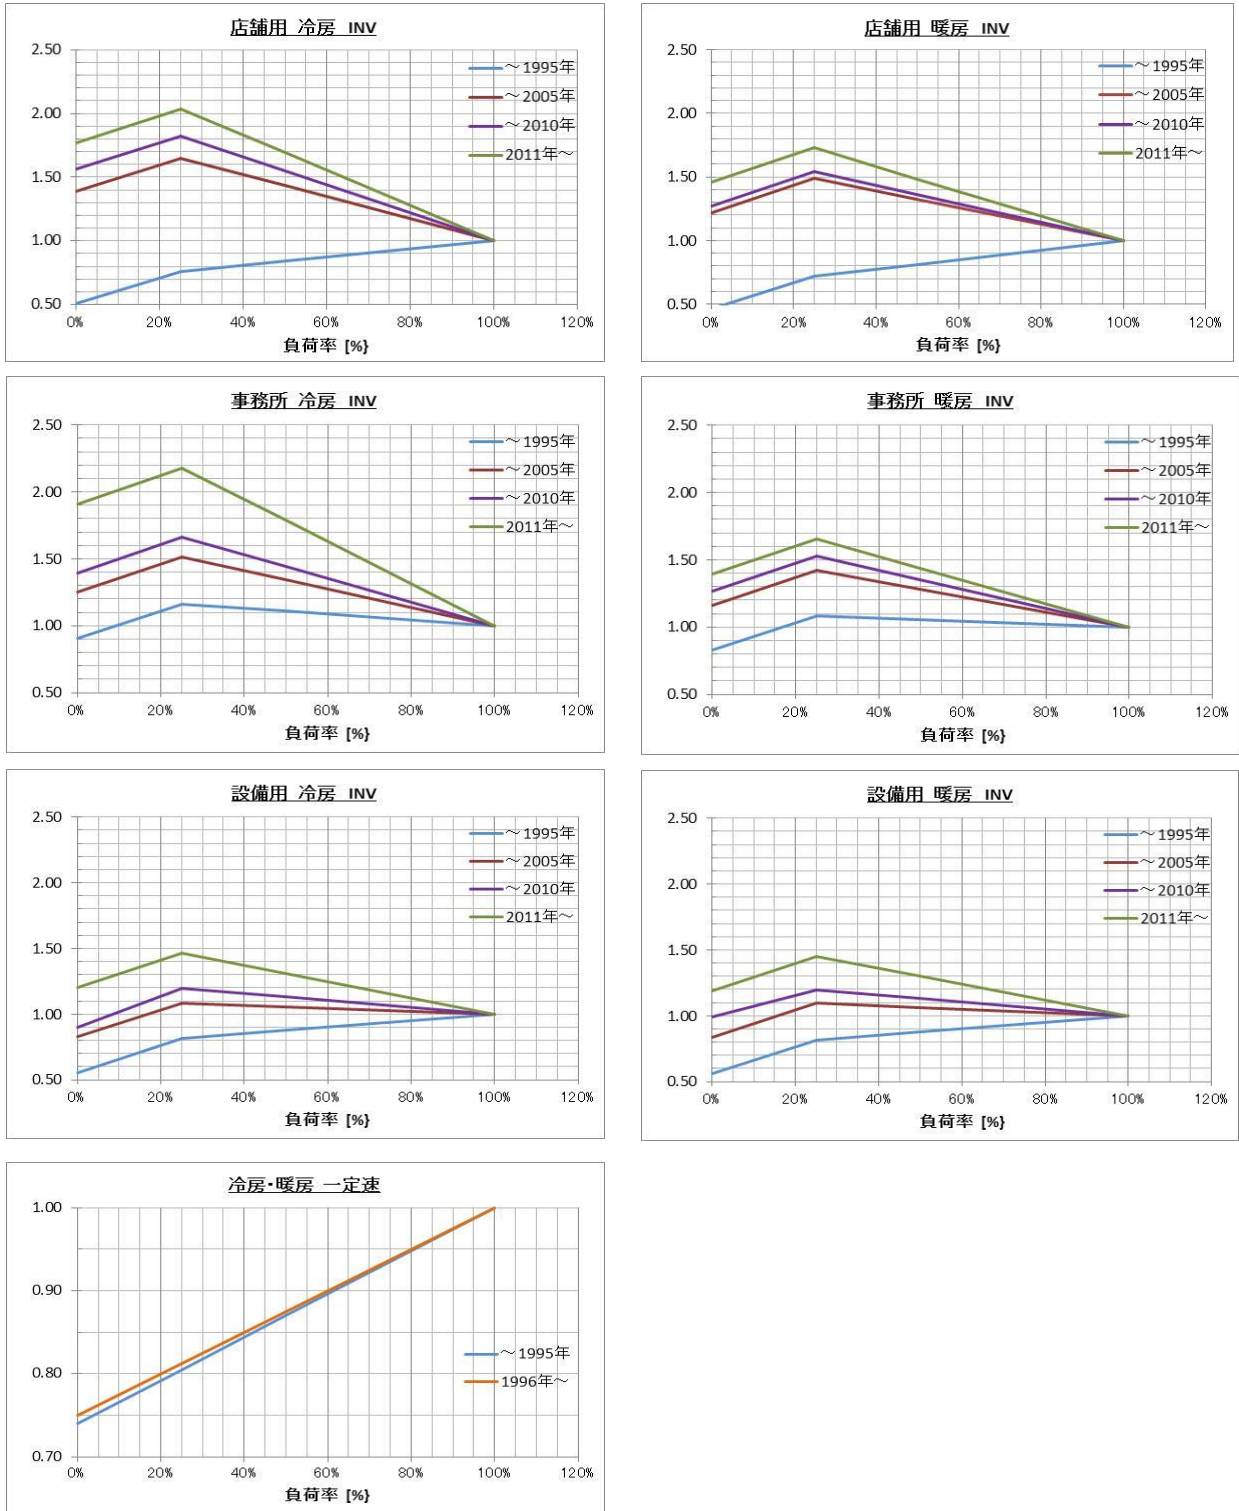 店舗用 冷房 INV
2.50
2.00
1.50
1.00
0.50
～1995年
～2005年
～2010年
2011年～
0% 20% 40% 60% 80% 100% 120%
負荷率 [%}
店舗用 暖房 INV
2.50
2.00
1.50
1.00
0.50
～1995年
～2005年
～2010年
2011年～
0% 20% 40% 60% 80% 100% 120%
負荷率 [%}
事務所 冷房 INV
2.50
2.00
1.50
1.00
0.50
～1995年
～2005年
～2010年
2011年～
0% 20% 40% 60% 80% 100% 120%
負荷率 [%}
事務所 暖房 INV
2.50
2.00
1.50
1.00
0.50
～1995年
～2005年
～2010年
2011年～
0% 20% 40% 60% 80% 100% 120%
負荷率 [%}
設備用 冷房 INV
2.50
2.00
1.50
1.00
0.50
～1995年
～2005年
～2010年
2011年～
0% 20% 40% 60% 80% 100% 120%
負荷率 [%}
設備用 暖房 INV
2.50
2.00
1.50
1.00
0.50
～1995年
～2005年
～2010年
2011年～
0% 20% 40% 60% 80% 100% 120%
負荷率 [%}
冷房・暖房 一定速
1.00
0.90
0.80
0.70
～1995年
1996年～
0% 20% 40% 60% 80% 100% 120%
負荷率 [%}